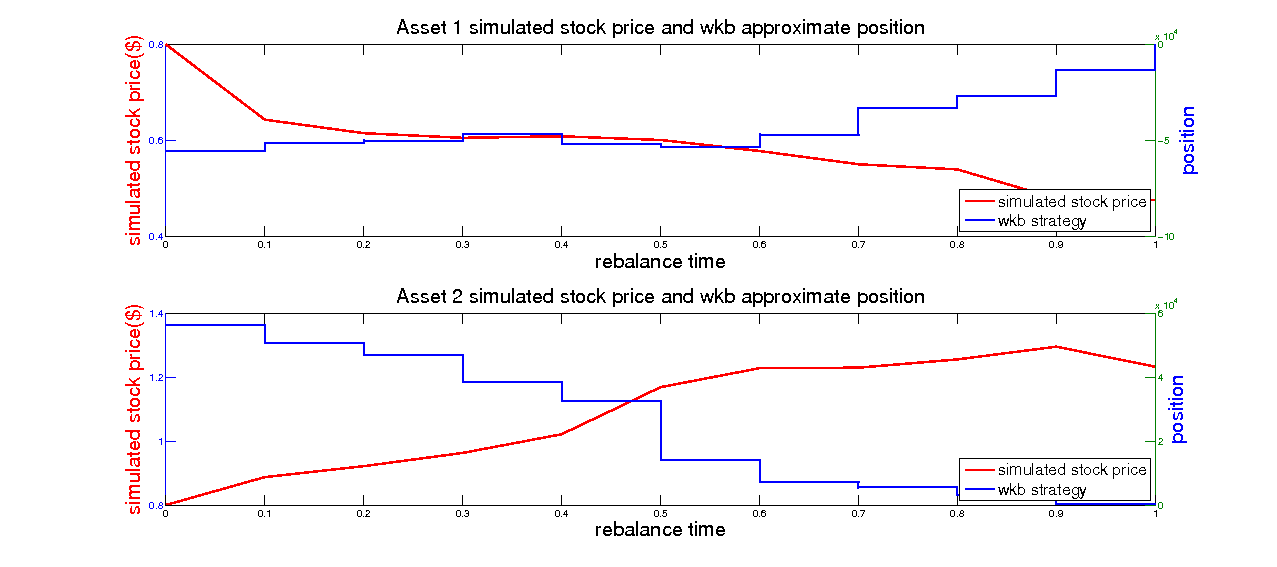 Asset 1 simulated stock price and wkb approximate position
x 10^4
0.8 0
simulated stock price($)
0.6 −5
position
simulated stock price
wkb strategy
0.4 −10
0 0.1 0.2 0.3 0.4 0.5 0.6 0.7 0.8 0.9 1
rebalance time
Asset 2 simulated stock price and wkb approximate position
x 10^4
1.4 6
simulated stock price($)
1.2 4
position
1 2
simulated stock price
wkb strategy
0.8 0
0 0.1 0.2 0.3 0.4 0.5 0.6 0.7 0.8 0.9 1
rebalance time